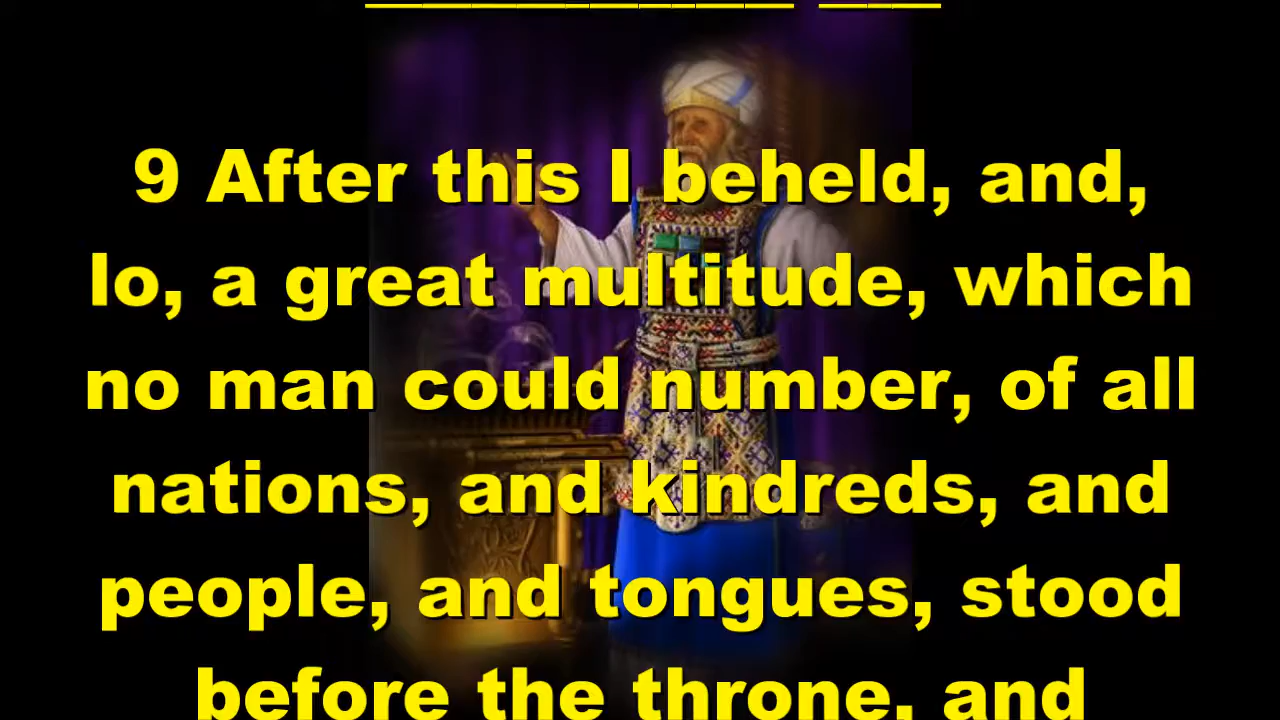 9 After this I beheld, and,
lo, a great multitude, which
no man could number, of all
nations, and kindreds, and
people, and tongues, stood
before the throne, and